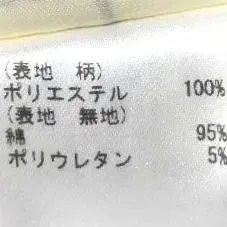 (表地 柄)
ポリエステル 100%
(表地 無地)
綿 95%
ポリウレタン 5%